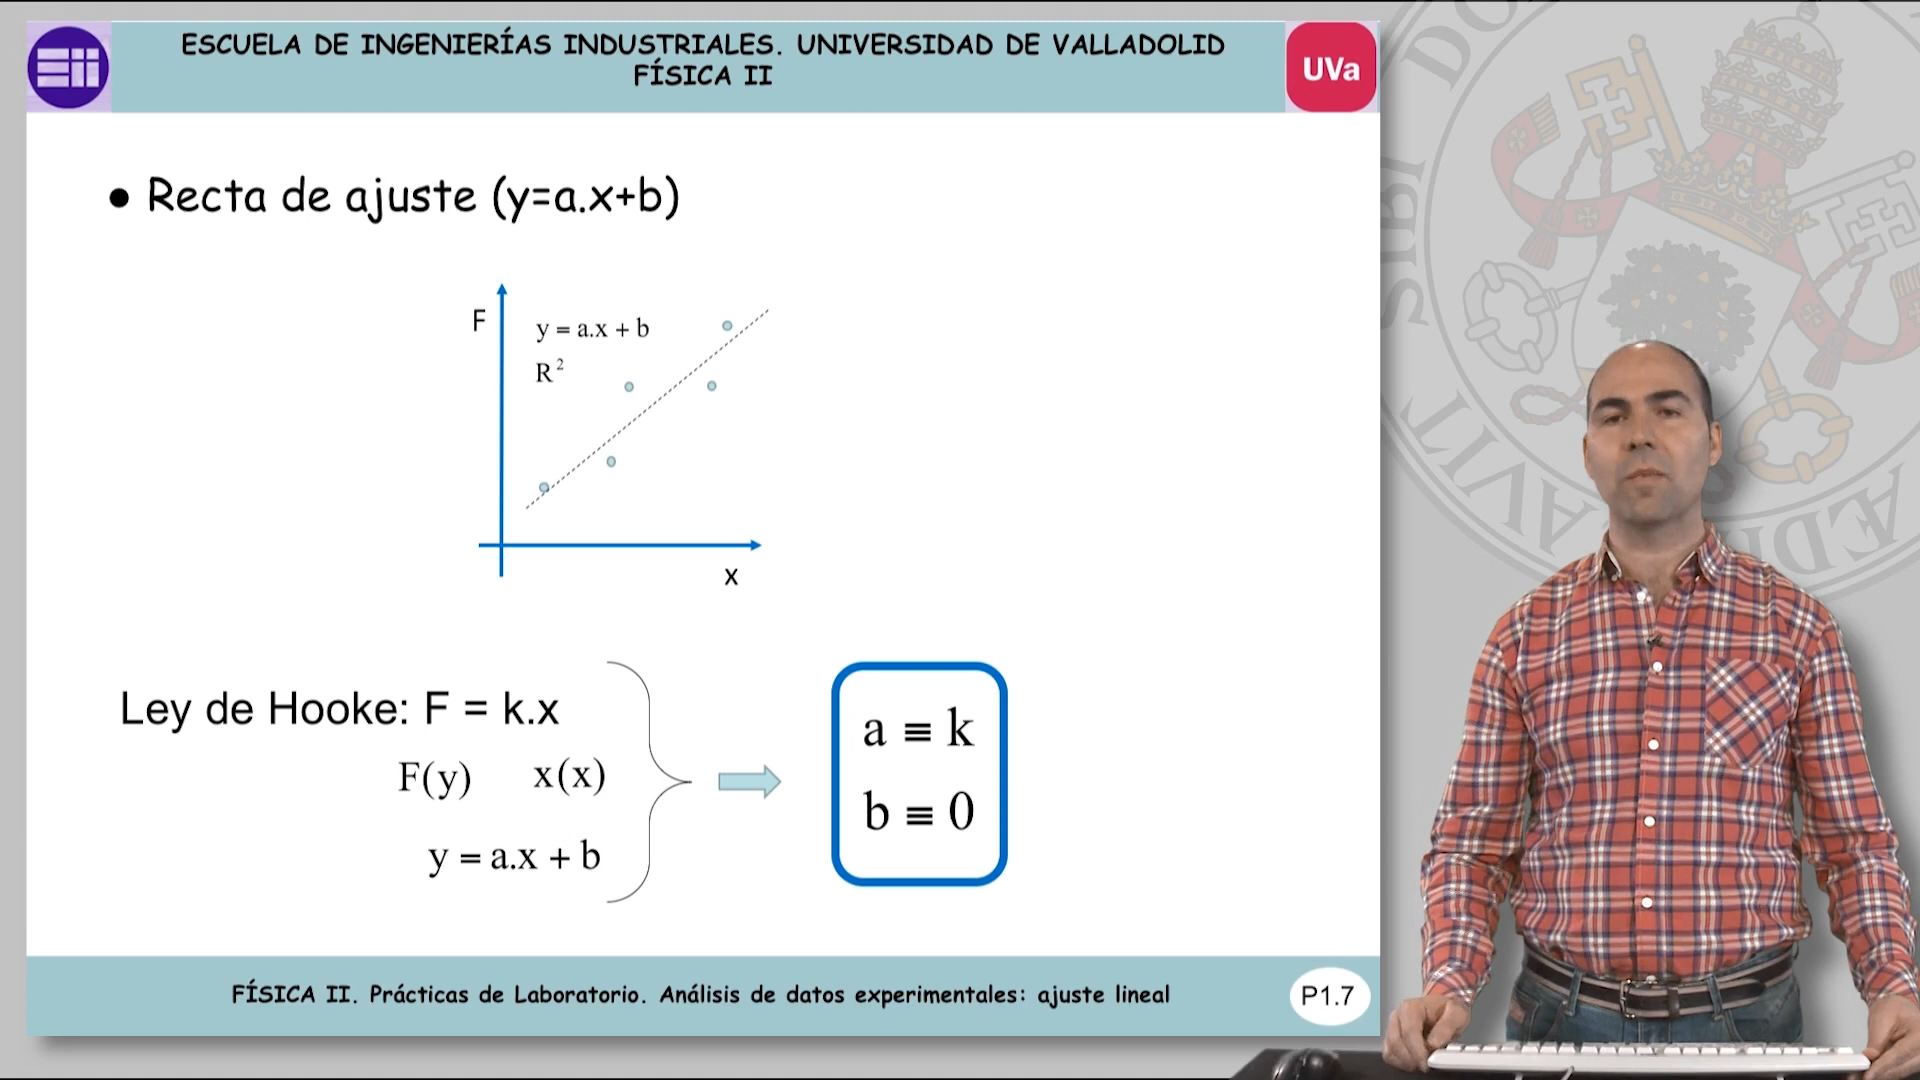 ESCUELA DE INGENIERÍAS INDUSTRIALES. UNIVERSIDAD DE VALLADOLID
FÍSICA II
UVa
● Recta de ajuste (y=a.x+b)
F
y = a.x + b
R²
x
Ley de Hooke: F = k.x
F(y) x(x)
y = a.x + b
a ≡ k
b ≡ 0
FÍSICA II. Prácticas de Laboratorio. Análisis de datos experimentales: ajuste lineal
P1.7